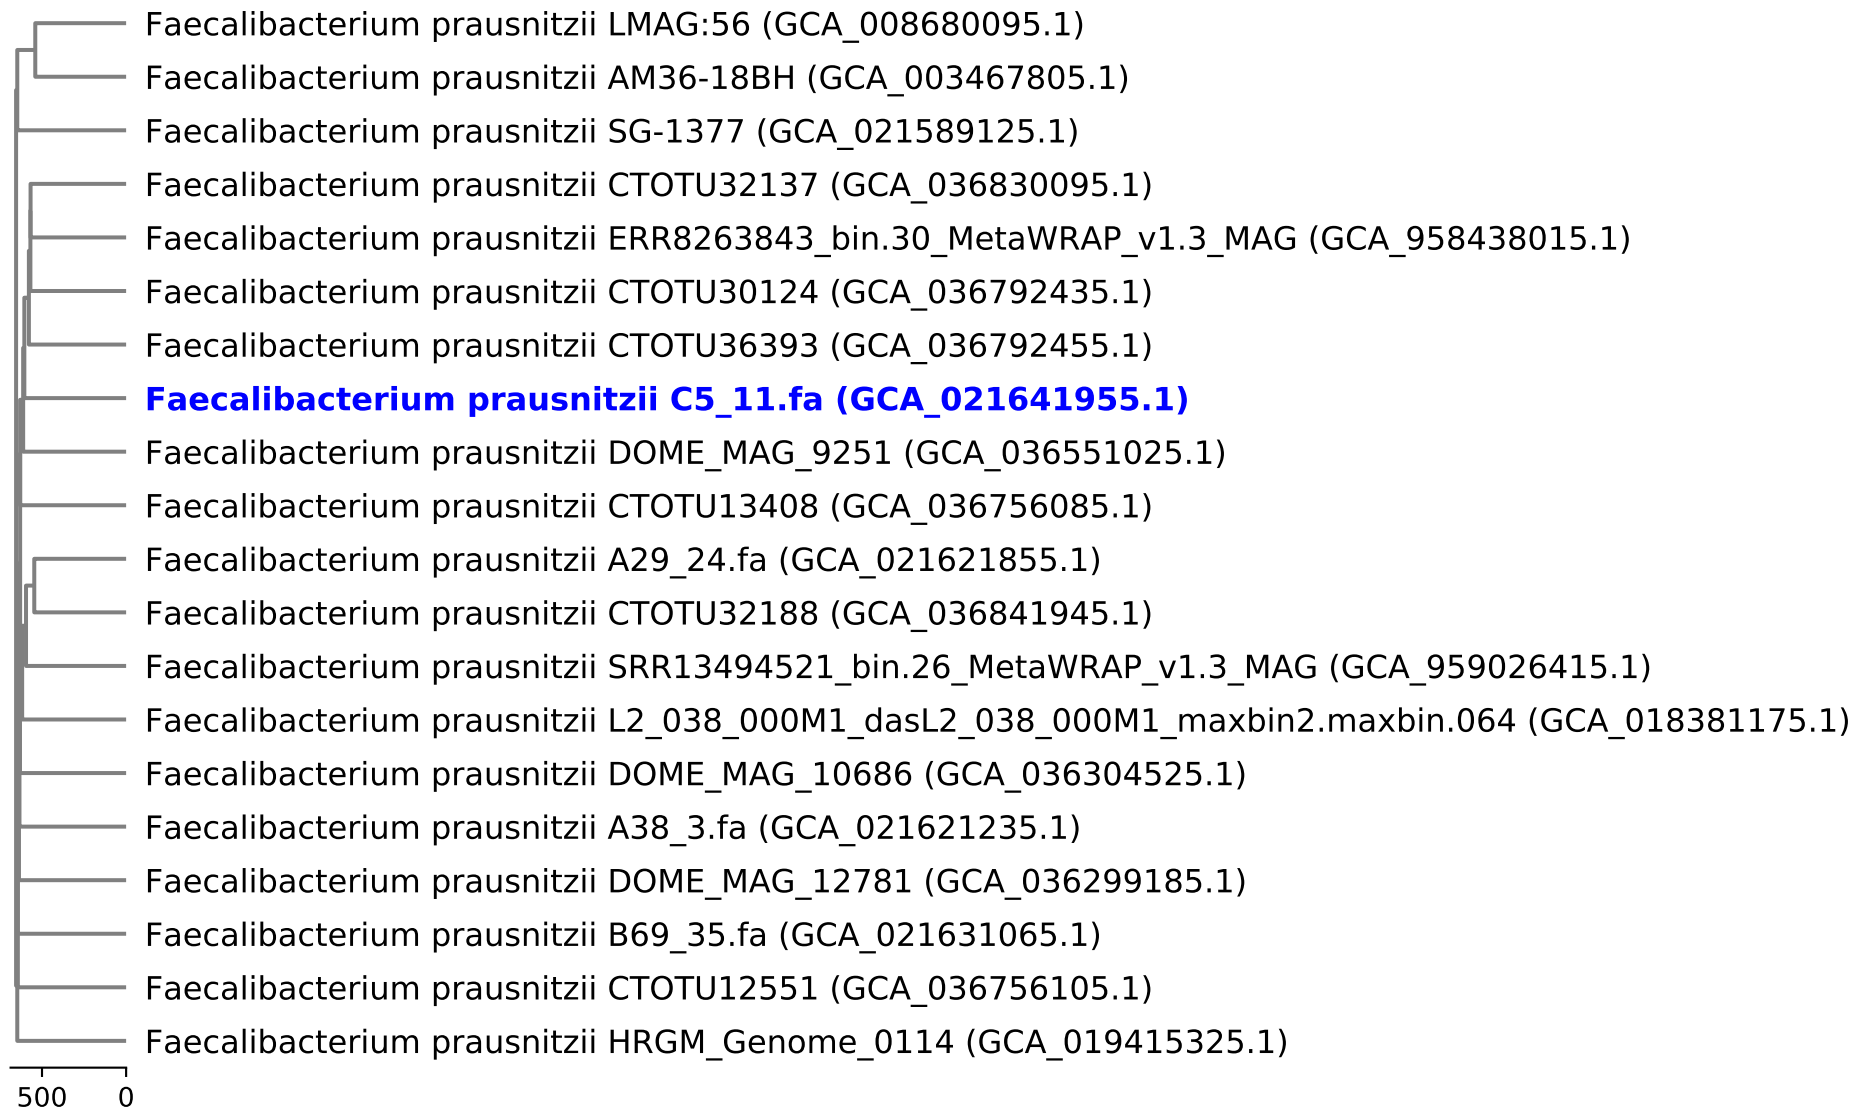 Faecalibacterium prausnitzii LMAG:56 (GCA_008680095.1)
Faecalibacterium prausnitzii AM36-18BH (GCA_003467805.1)
Faecalibacterium prausnitzii SG-1377 (GCA_021589125.1)
Faecalibacterium prausnitzii CTOTU32137 (GCA_036830095.1)
Faecalibacterium prausnitzii ERR8263843_bin.30_MetaWRAP_v1.3_MAG (GCA_958438015.1)
Faecalibacterium prausnitzii CTOTU30124 (GCA_036792435.1)
Faecalibacterium prausnitzii CTOTU36393 (GCA_036792455.1)
Faecalibacterium prausnitzii C5_11.fa (GCA_021641955.1)
Faecalibacterium prausnitzii DOME_MAG_9251 (GCA_036551025.1)
Faecalibacterium prausnitzii CTOTU13408 (GCA_036756085.1)
Faecalibacterium prausnitzii A29_24.fa (GCA_021621855.1)
Faecalibacterium prausnitzii CTOTU32188 (GCA_036841945.1)
Faecalibacterium prausnitzii SRR13494521_bin.26_MetaWRAP_v1.3_MAG (GCA_959026415.1)
Faecalibacterium prausnitzii L2_038_000M1_dasL2_038_000M1_maxbin2.maxbin.064 (GCA_018381175.1)
Faecalibacterium prausnitzii DOME_MAG_10686 (GCA_036304525.1)
Faecalibacterium prausnitzii A38_3.fa (GCA_021621235.1)
Faecalibacterium prausnitzii DOME_MAG_12781 (GCA_036299185.1)
Faecalibacterium prausnitzii B69_35.fa (GCA_021631065.1)
Faecalibacterium prausnitzii CTOTU12551 (GCA_036756105.1)
Faecalibacterium prausnitzii HRGM_Genome_0114 (GCA_019415325.1)
500 0